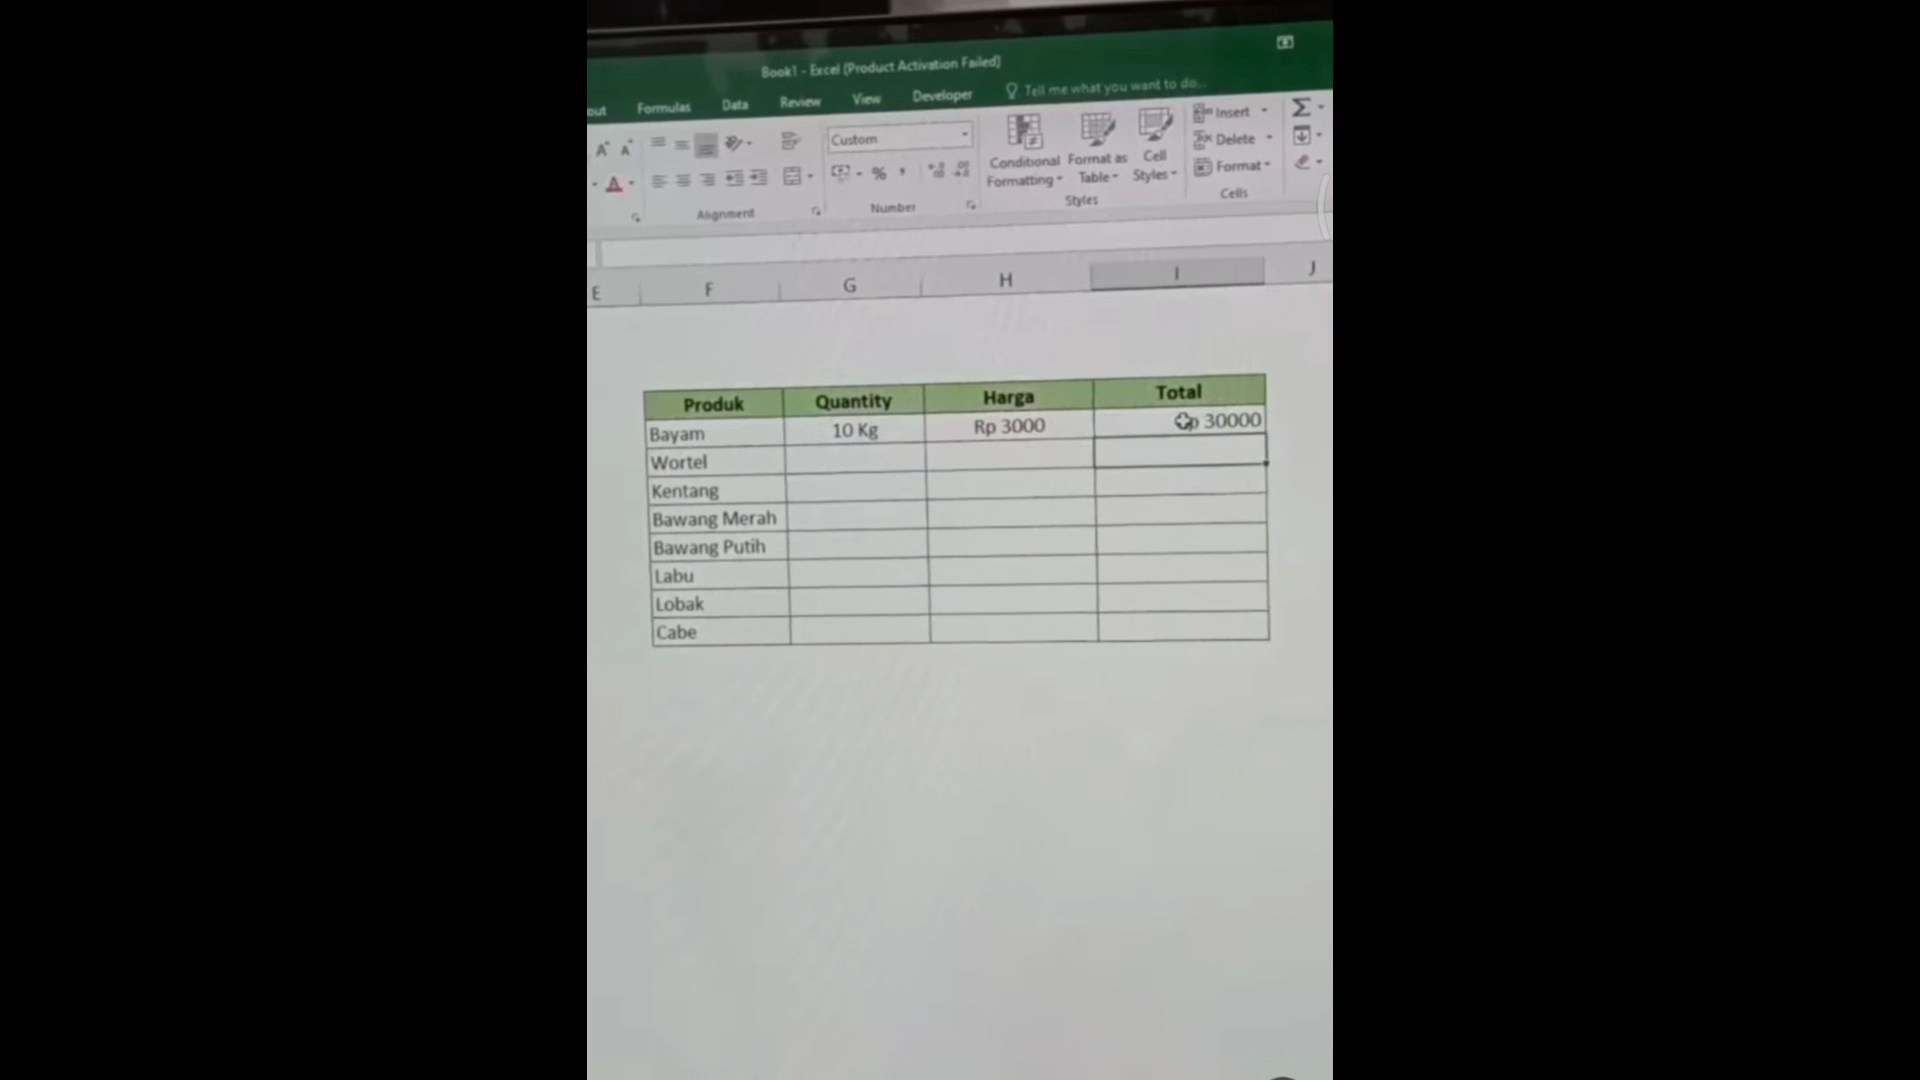 Book1 - Excel (Product Activation Failed)
out Formulas Data Review View Developer Tell me what you want to do...
Custom
Insert
Delete
Format
Conditional Formatting
Format as Table
Cell Styles
A A
A
%
Alignment Number Styles Cells
E F G H I J
Produk Quantity Harga Total
Bayam 10 Kg Rp 3000 Rp 30000
Wortel
Kentang
Bawang Merah
Bawang Putih
Labu
Lobak
Cabe